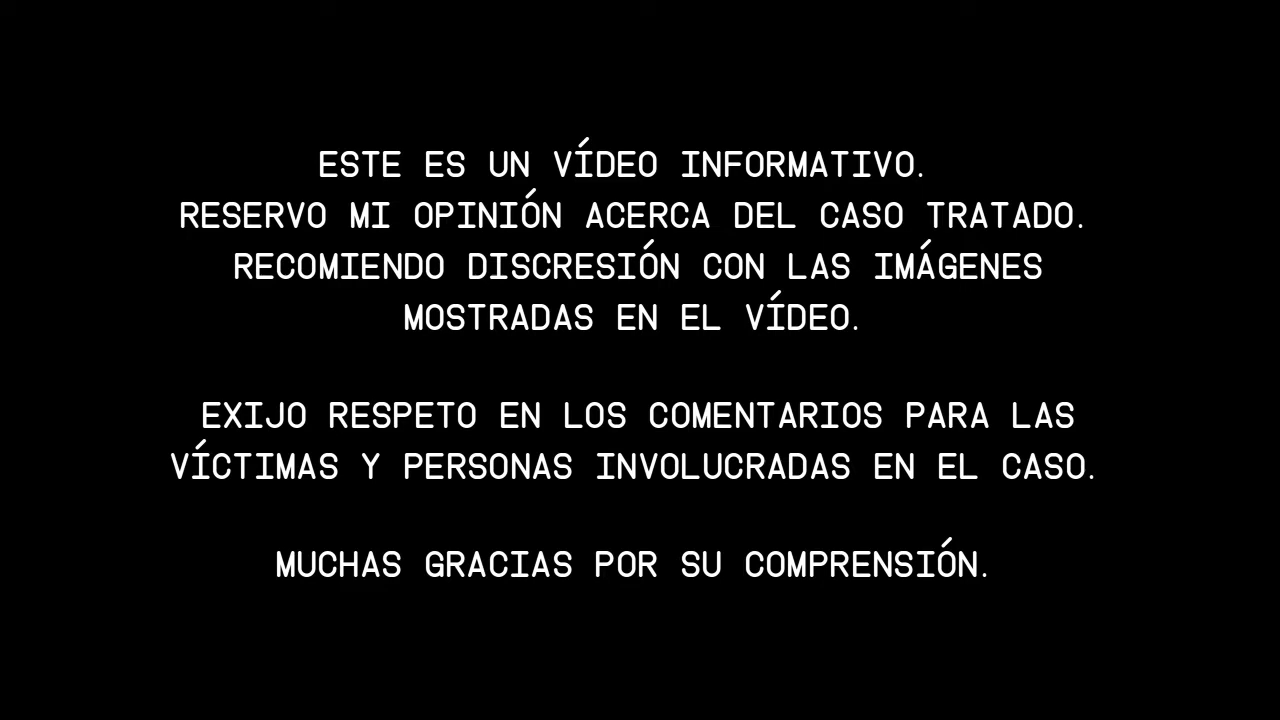 ESTE ES UN VÍDEO INFORMATIVO.
RESERVO MI OPINIÓN ACERCA DEL CASO TRATADO.
RECOMIENDO DISCRESIÓN CON LAS IMÁGENES
MOSTRADAS EN EL VÍDEO.
EXIJO RESPETO EN LOS COMENTARIOS PARA LAS
VÍCTIMAS Y PERSONAS INVOLUCRADAS EN EL CASO.
MUCHAS GRACIAS POR SU COMPRENSIÓN.